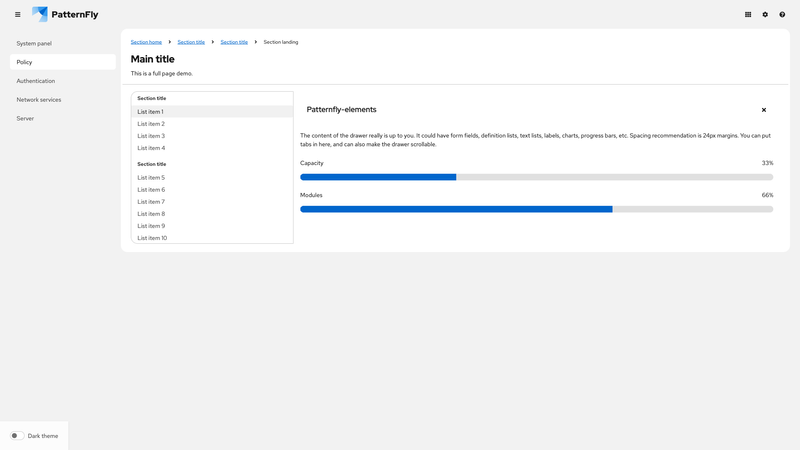 PatternFly
System panel
Policy
Authentication
Network services
Server
Section home
Section title
Section title
Section landing
Main title
This is a full page demo.
Section title
List item 1
List item 2
List item 3
List item 4
Section title
List item 5
List item 6
List item 7
List item 8
List item 9
List item 10
Patternfly-elements
The content of the drawer really is up to you. It could have form fields, definition lists, text lists, labels, charts, progress bars, etc. Spacing recommendation is 24px margins. You can put
tabs in here, and can also make the drawer scrollable.
Capacity
33%
Modules
66%
Dark theme